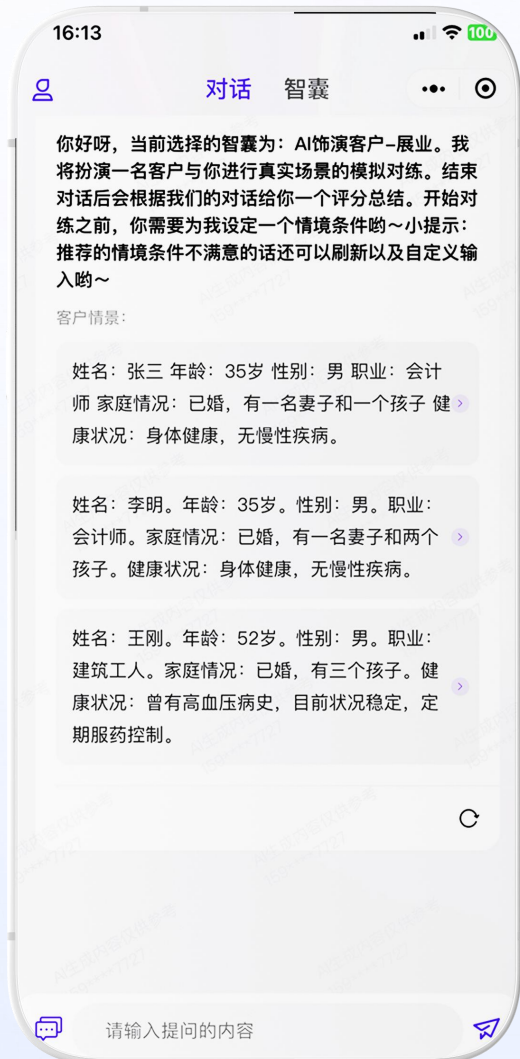 16:13
100
对话 智囊
你好呀，当前选择的智囊为：AI饰演客户-展业。我
将扮演一名客户与你进行真实场景的模拟对练。结束
对话后会根据我们的对话给你一个评分总结。开始对
练之前，你需要为我设定一个情境条件哟～小提示：
推荐的情境条件不满意的话还可以刷新以及自定义输
入哟～
客户情景：
姓名：张三 年龄：35岁 性别：男 职业：会计
师 家庭情况：已婚，有一名妻子和一个孩子 健
康状况：身体健康，无慢性疾病。
姓名：李明。年龄：35岁。性别：男。职业：
会计师。家庭情况：已婚，有一名妻子和两个
孩子。健康状况：身体健康，无慢性疾病。
姓名：王刚。年龄：52岁。性别：男。职业：
建筑工人。家庭情况：已婚，有三个孩子。健
康状况：曾有高血压病史，目前状况稳定，定
期服药控制。
AI生成内容仅供参考
请输入提问的内容